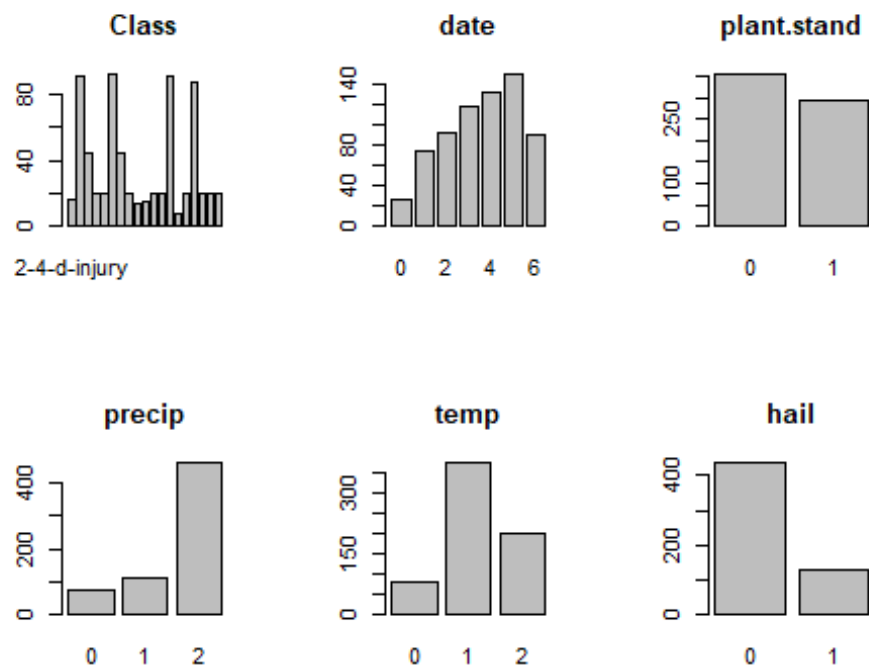 Class
0 40 80
2-4-d-injury
date
0 40 80 140
0 2 4 6
plant.stand
0 100 250
0 1
precip
0 200 400
0 1 2
temp
0 150 300
0 1 2
hail
0 200 400
0 1